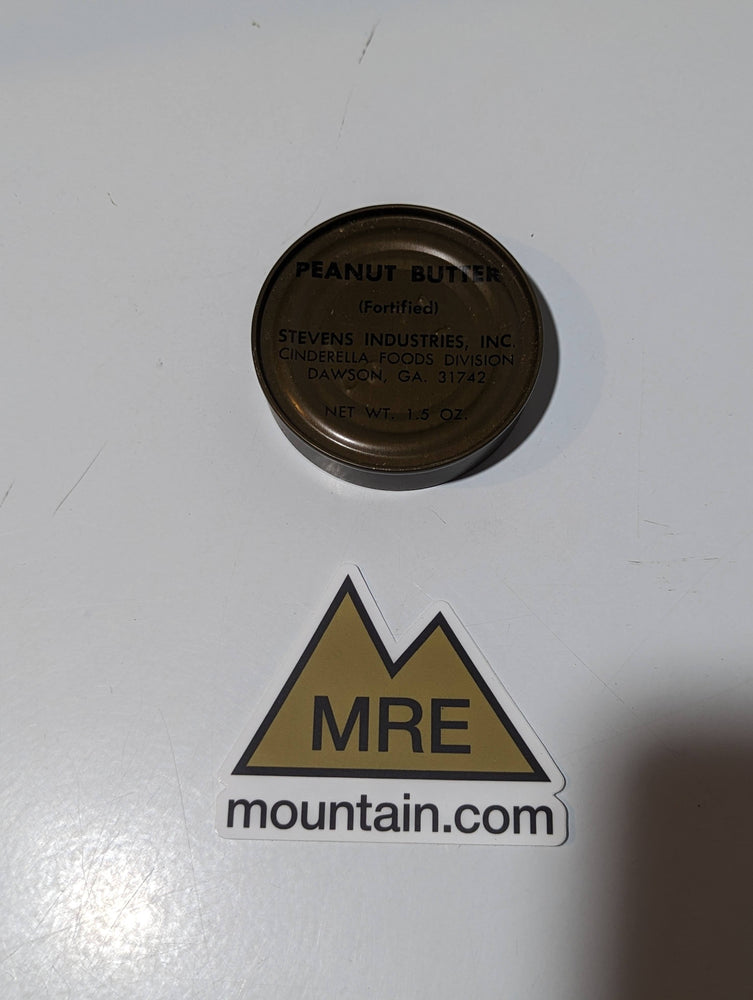 PEANUT BUTTER
(Fortified)
STEVENS INDUSTRIES, INC.
CINDERELLA FOODS DIVISION
DAWSON, GA. 31742
NET WT. 1.5 OZ.
MRE
mountain.com